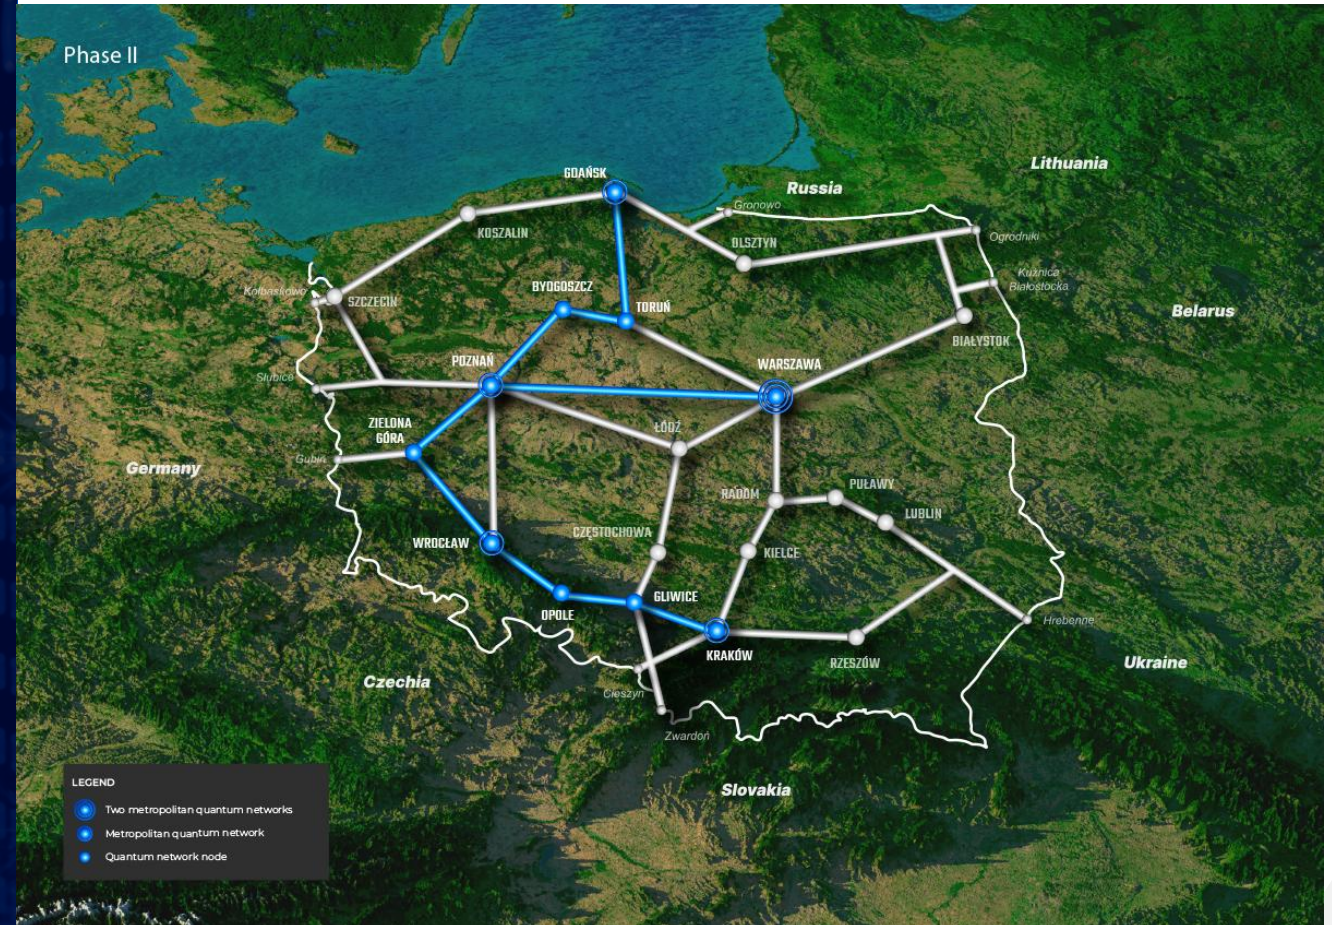 Phase II
GDAŃSK
Lithuania
Russia
Gronowo
KOSZALIN
OLSZTYN
Ogrodniki
Kuźnica
Białostocka
Kołbaskowo
SZCZECIN
BYDGOSZCZ
TORUŃ
Belarus
BIAŁYSTOK
POZNAŃ
WARSZAWA
Słubice
ZIELONA
GÓRA
ŁÓDŹ
Gubin
Germany
PUŁAWY
RADOM
LUBLIN
WROCŁAW
CZĘSTOCHOWA
KIELCE
OPOLE
GLIWICE
Hrebenne
KRAKÓW
RZESZÓW
Ukraine
Czechia
Cieszyn
Zwardoń
Slovakia
LEGEND
Two metropolitan quantum networks
Metropolitan quantum network
Quantum network node